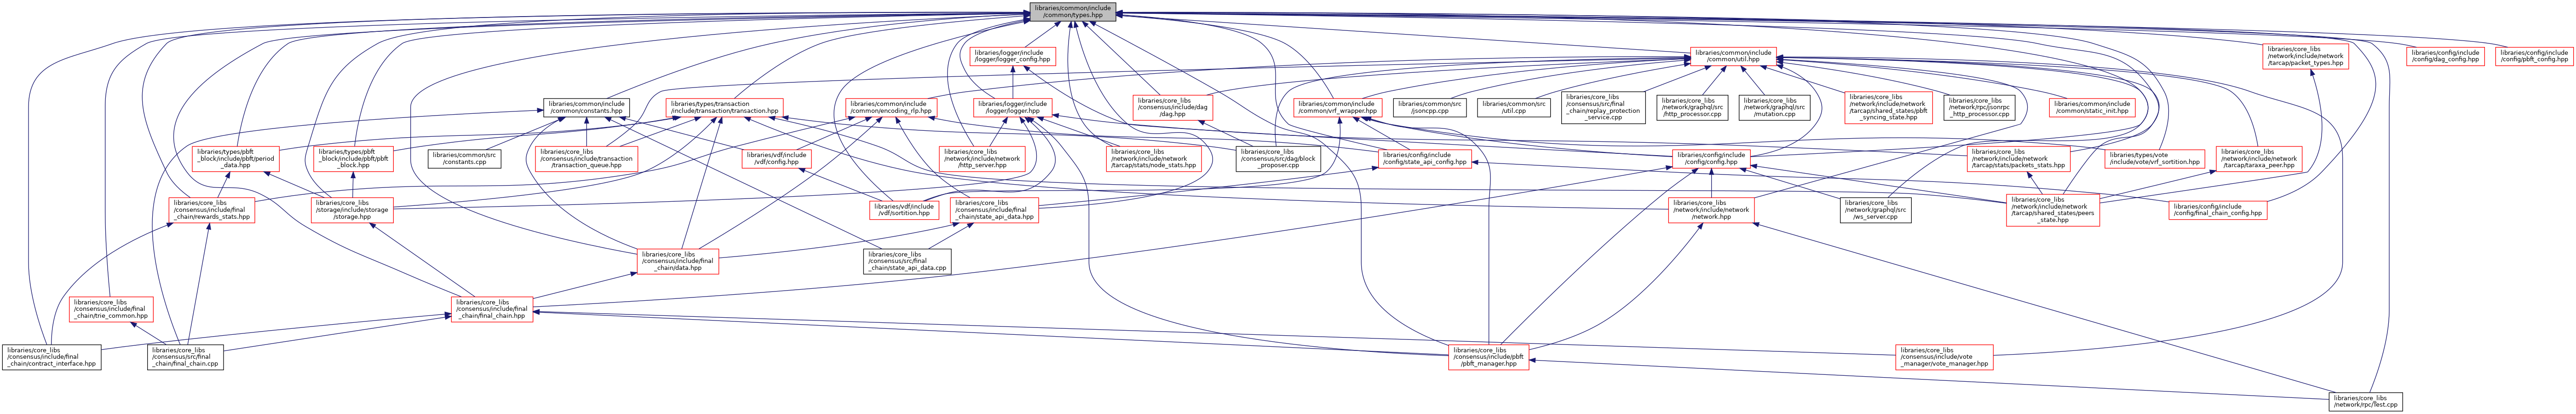 libraries/common/include
/common/types.hpp
libraries/logger/include
/logger/logger_config.hpp
libraries/common/include
/common/util.hpp
libraries/core_libs
/network/include/network
/tarcap/packet_types.hpp
libraries/config/include
/config/dag_config.hpp
libraries/config/include
/config/pbft_config.hpp
libraries/common/include
/common/constants.hpp
libraries/types/transaction
/include/transaction/transaction.hpp
libraries/common/include
/common/encoding_rlp.hpp
libraries/logger/include
/logger/logger.hpp
libraries/core_libs
/consensus/include/dag
/dag.hpp
libraries/common/include
/common/vrf_wrapper.hpp
libraries/common/src
/jsoncpp.cpp
libraries/common/src
/util.cpp
libraries/core_libs
/consensus/src/final
_chain/replay_protection
_service.cpp
libraries/core_libs
/network/graphql/src
/http_processor.cpp
libraries/core_libs
/network/graphql/src
/mutation.cpp
libraries/core_libs
/network/include/network
/tarcap/shared_states/pbft
_syncing_state.hpp
libraries/core_libs
/network/rpc/jsonrpc
_http_processor.cpp
libraries/common/include
/common/static_init.hpp
libraries/types/pbft
_block/include/pbft/period
_data.hpp
libraries/types/pbft
_block/include/pbft/pbft
_block.hpp
libraries/common/src
/constants.cpp
libraries/core_libs
/consensus/include/transaction
/transaction_queue.hpp
libraries/vdf/include
/vdf/config.hpp
libraries/core_libs
/network/include/network
/http_server.hpp
libraries/core_libs
/network/include/network
/tarcap/stats/node_stats.hpp
libraries/core_libs
/consensus/src/dag/block
_proposer.cpp
libraries/config/include
/config/state_api_config.hpp
libraries/config/include
/config/config.hpp
libraries/core_libs
/network/include/network
/tarcap/stats/packets_stats.hpp
libraries/types/vote
/include/vote/vrf_sortition.hpp
libraries/core_libs
/network/include/network
/tarcap/taraxa_peer.hpp
libraries/core_libs
/consensus/include/final
_chain/rewards_stats.hpp
libraries/core_libs
/storage/include/storage
/storage.hpp
libraries/vdf/include
/vdf/sortition.hpp
libraries/core_libs
/consensus/include/final
_chain/state_api_data.hpp
libraries/core_libs
/network/include/network
/network.hpp
libraries/core_libs
/network/graphql/src
/ws_server.cpp
libraries/core_libs
/network/include/network
/tarcap/shared_states/peers
_state.hpp
libraries/config/include
/config/final_chain_config.hpp
libraries/core_libs
/consensus/include/final
_chain/data.hpp
libraries/core_libs
/consensus/src/final
_chain/state_api_data.cpp
libraries/core_libs
/consensus/include/final
_chain/trie_common.hpp
libraries/core_libs
/consensus/include/final
_chain/final_chain.hpp
libraries/core_libs
/consensus/include/final
_chain/contract_interface.hpp
libraries/core_libs
/consensus/src/final
_chain/final_chain.cpp
libraries/core_libs
/consensus/include/pbft
/pbft_manager.hpp
libraries/core_libs
/consensus/include/vote
_manager/vote_manager.hpp
libraries/core_libs
/network/rpc/Test.cpp